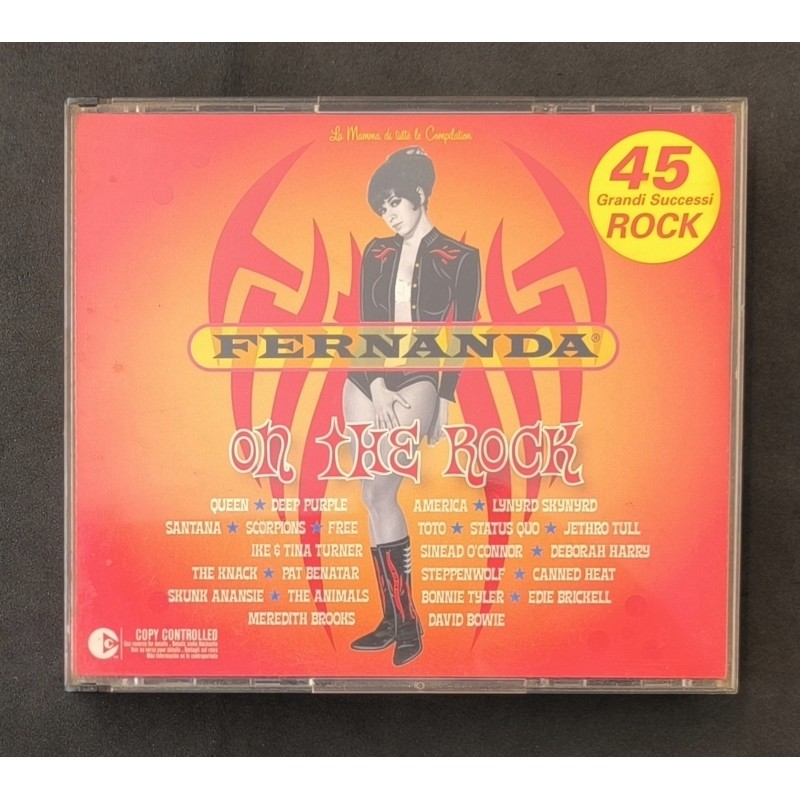 La Mamma di tutte le Compilation
45
Grandi Successi
ROCK
FERNANDA®
ON THE ROCK
QUEEN ★ DEEP PURPLE AMERICA ★ LYNYRD SKYNYRD
SANTANA ★ SCORPIONS ★ FREE TOTO ★ STATUS QUO ★ JETHRO TULL
IKE & TINA TURNER SINEAD O'CONNOR ★ DEBORAH HARRY
THE KNACK ★ PAT BENATAR STEPPENWOLF ★ CANNED HEAT
SKUNK ANANSIE ★ THE ANIMALS BONNIE TYLER ★ EDIE BRICKELL
MEREDITH BROOKS DAVID BOWIE
COPY CONTROLLED